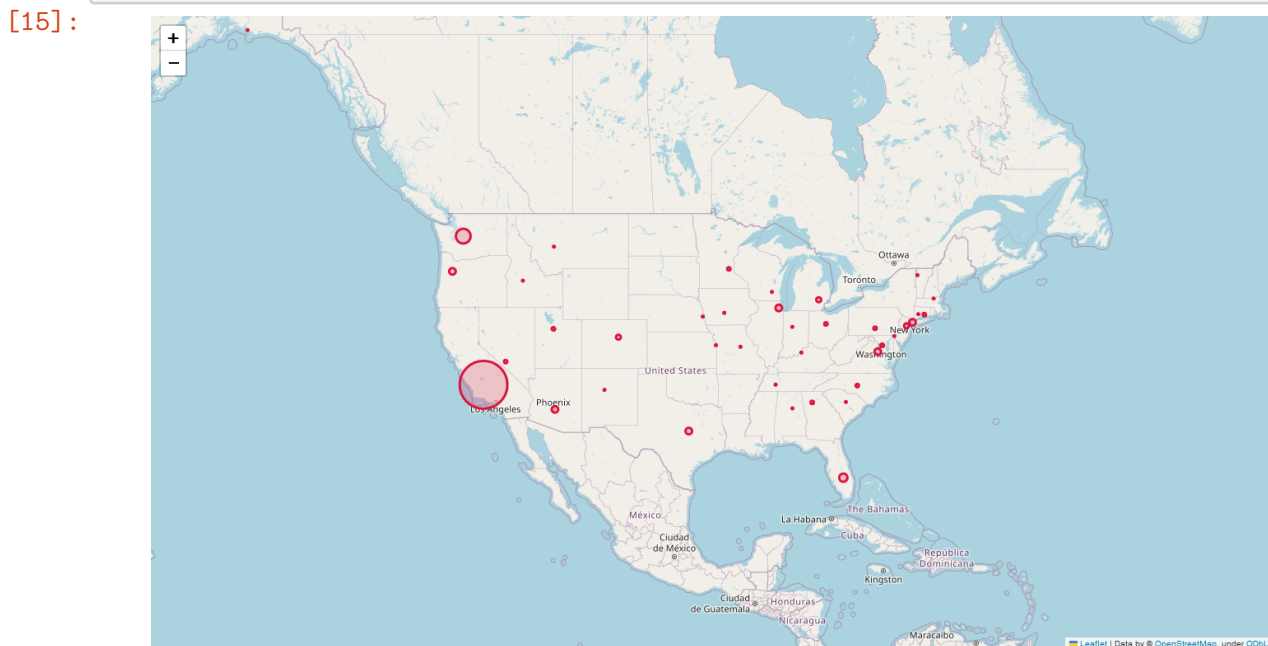 [15]:
+
−
Ottawa
Toronto
New York
Washington
United States
Phoenix
Los Angeles
La Habana
The Bahamas
México
Cuba
Ciudad
de México
República
Dominicana
Kingston
Ciudad
de Guatemala
Honduras
Nicaragua
Maracaibo
Leaflet | Data by © OpenStreetMap, under ODbL